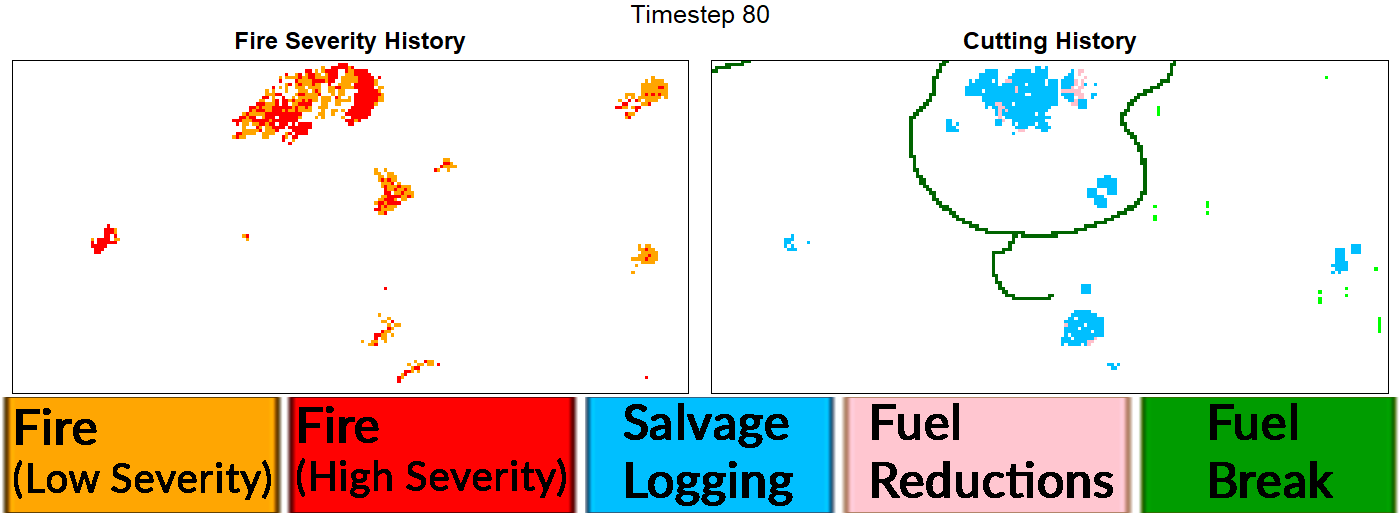 Timestep 80
Fire Severity History
Cutting History
Fire
(Low Severity)
Fire
(High Severity)
Salvage
Logging
Fuel
Reductions
Fuel
Break